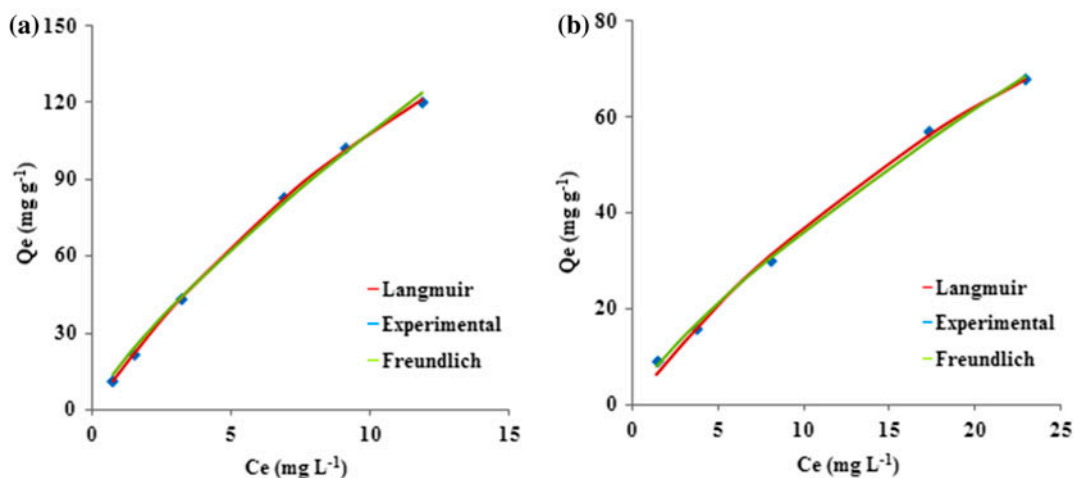 (a)
150
120
90
60
30
0
Qe (mg g-1)
0 5 10 15
Ce (mg L-1)
Langmuir
Experimental
Freundlich
(b)
80
60
40
20
0
Qe (mg g-1)
0 5 10 15 20 25
Ce (mg L-1)
Langmuir
Experimental
Freundlich